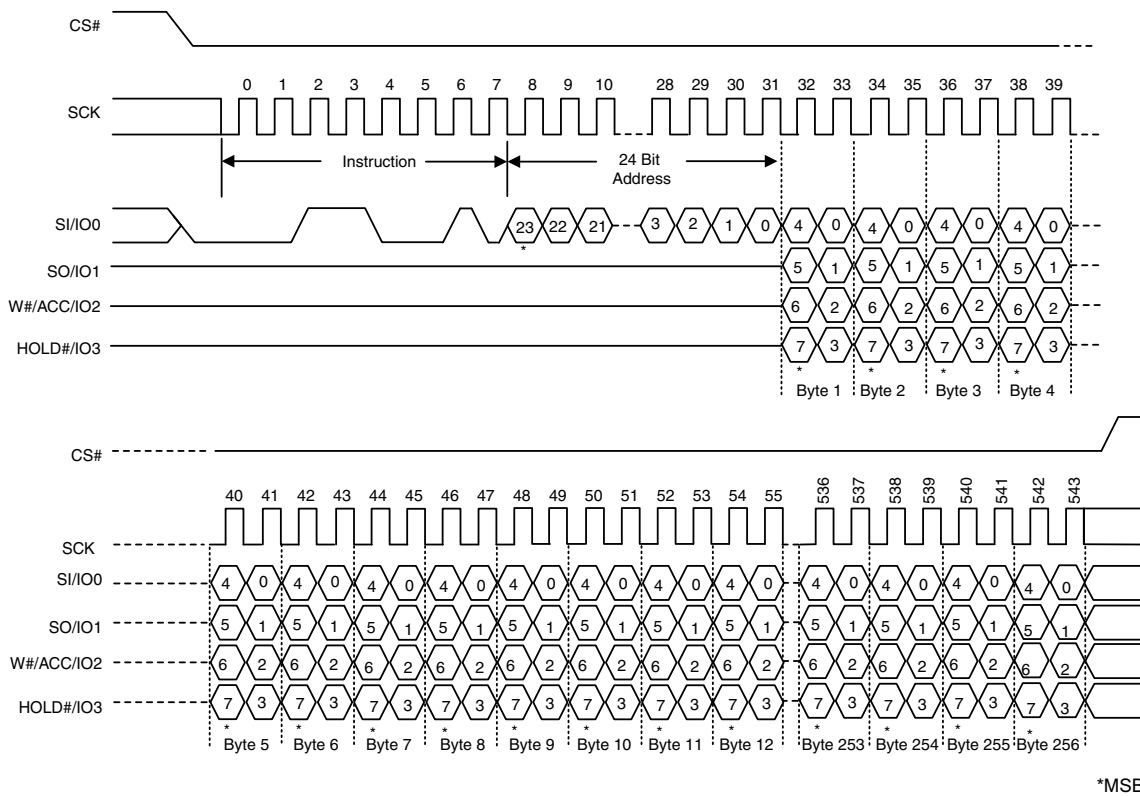 CS#
0 1 2 3 4 5 6 7 8 9 10 28 29 30 31 32 33 34 35 36 37 38 39
SCK
Instruction 24 Bit
Address
SI/IO0 23 22 21 3 2 1 0 4 0 4 0 4 0 4 0
*
SO/IO1 5 1 5 1 5 1 5 1
W#/ACC/IO2 6 2 6 2 6 2 6 2
HOLD#/IO3 7 3 7 3 7 3 7 3
* * * *
Byte 1 Byte 2 Byte 3 Byte 4
CS#
40 41 42 43 44 45 46 47 48 49 50 51 52 53 54 55 536 537 538 539 540 541 542 543
SCK
SI/IO0 4 0 4 0 4 0 4 0 4 0 4 0 4 0 4 0 4 0 4 0 4 0 4 0
SO/IO1 5 1 5 1 5 1 5 1 5 1 5 1 5 1 5 1 5 1 5 1 5 1 5 1
W#/ACC/IO2 6 2 6 2 6 2 6 2 6 2 6 2 6 2 6 2 6 2 6 2 6 2 6 2
HOLD#/IO3 7 3 7 3 7 3 7 3 7 3 7 3 7 3 7 3 7 3 7 3 7 3 7 3
* * * * * * * * * * * *
Byte 5 Byte 6 Byte 7 Byte 8 Byte 9 Byte 10 Byte 11 Byte 12 Byte 253 Byte 254 Byte 255 Byte 256
*MSB